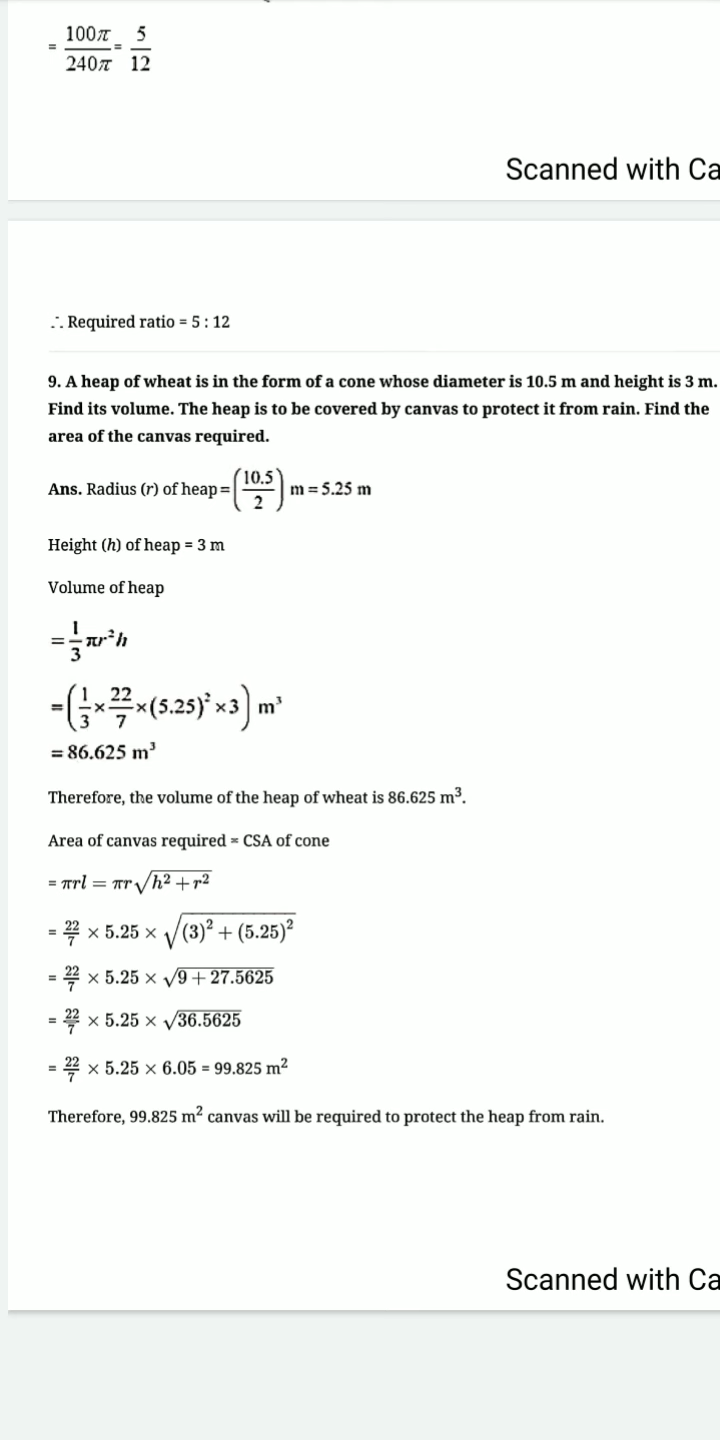 = 100π/240π = 5/12
Scanned with Ca
∴ Required ratio = 5 : 12
9. A heap of wheat is in the form of a cone whose diameter is 10.5 m and height is 3 m.
Find its volume. The heap is to be covered by canvas to protect it from rain. Find the
area of the canvas required.
Ans. Radius (r) of heap = (10.5/2) m = 5.25 m
Height (h) of heap = 3 m
Volume of heap
= 1/3 πr²h
= (1/3 × 22/7 × (5.25)² × 3) m³
= 86.625 m³
Therefore, the volume of the heap of wheat is 86.625 m³.
Area of canvas required = CSA of cone
= πrl = πr√(h² + r²)
= 22/7 × 5.25 × √((3)² + (5.25)²)
= 22/7 × 5.25 × √(9 + 27.5625)
= 22/7 × 5.25 × √36.5625
= 22/7 × 5.25 × 6.05 = 99.825 m²
Therefore, 99.825 m² canvas will be required to protect the heap from rain.
Scanned with Ca